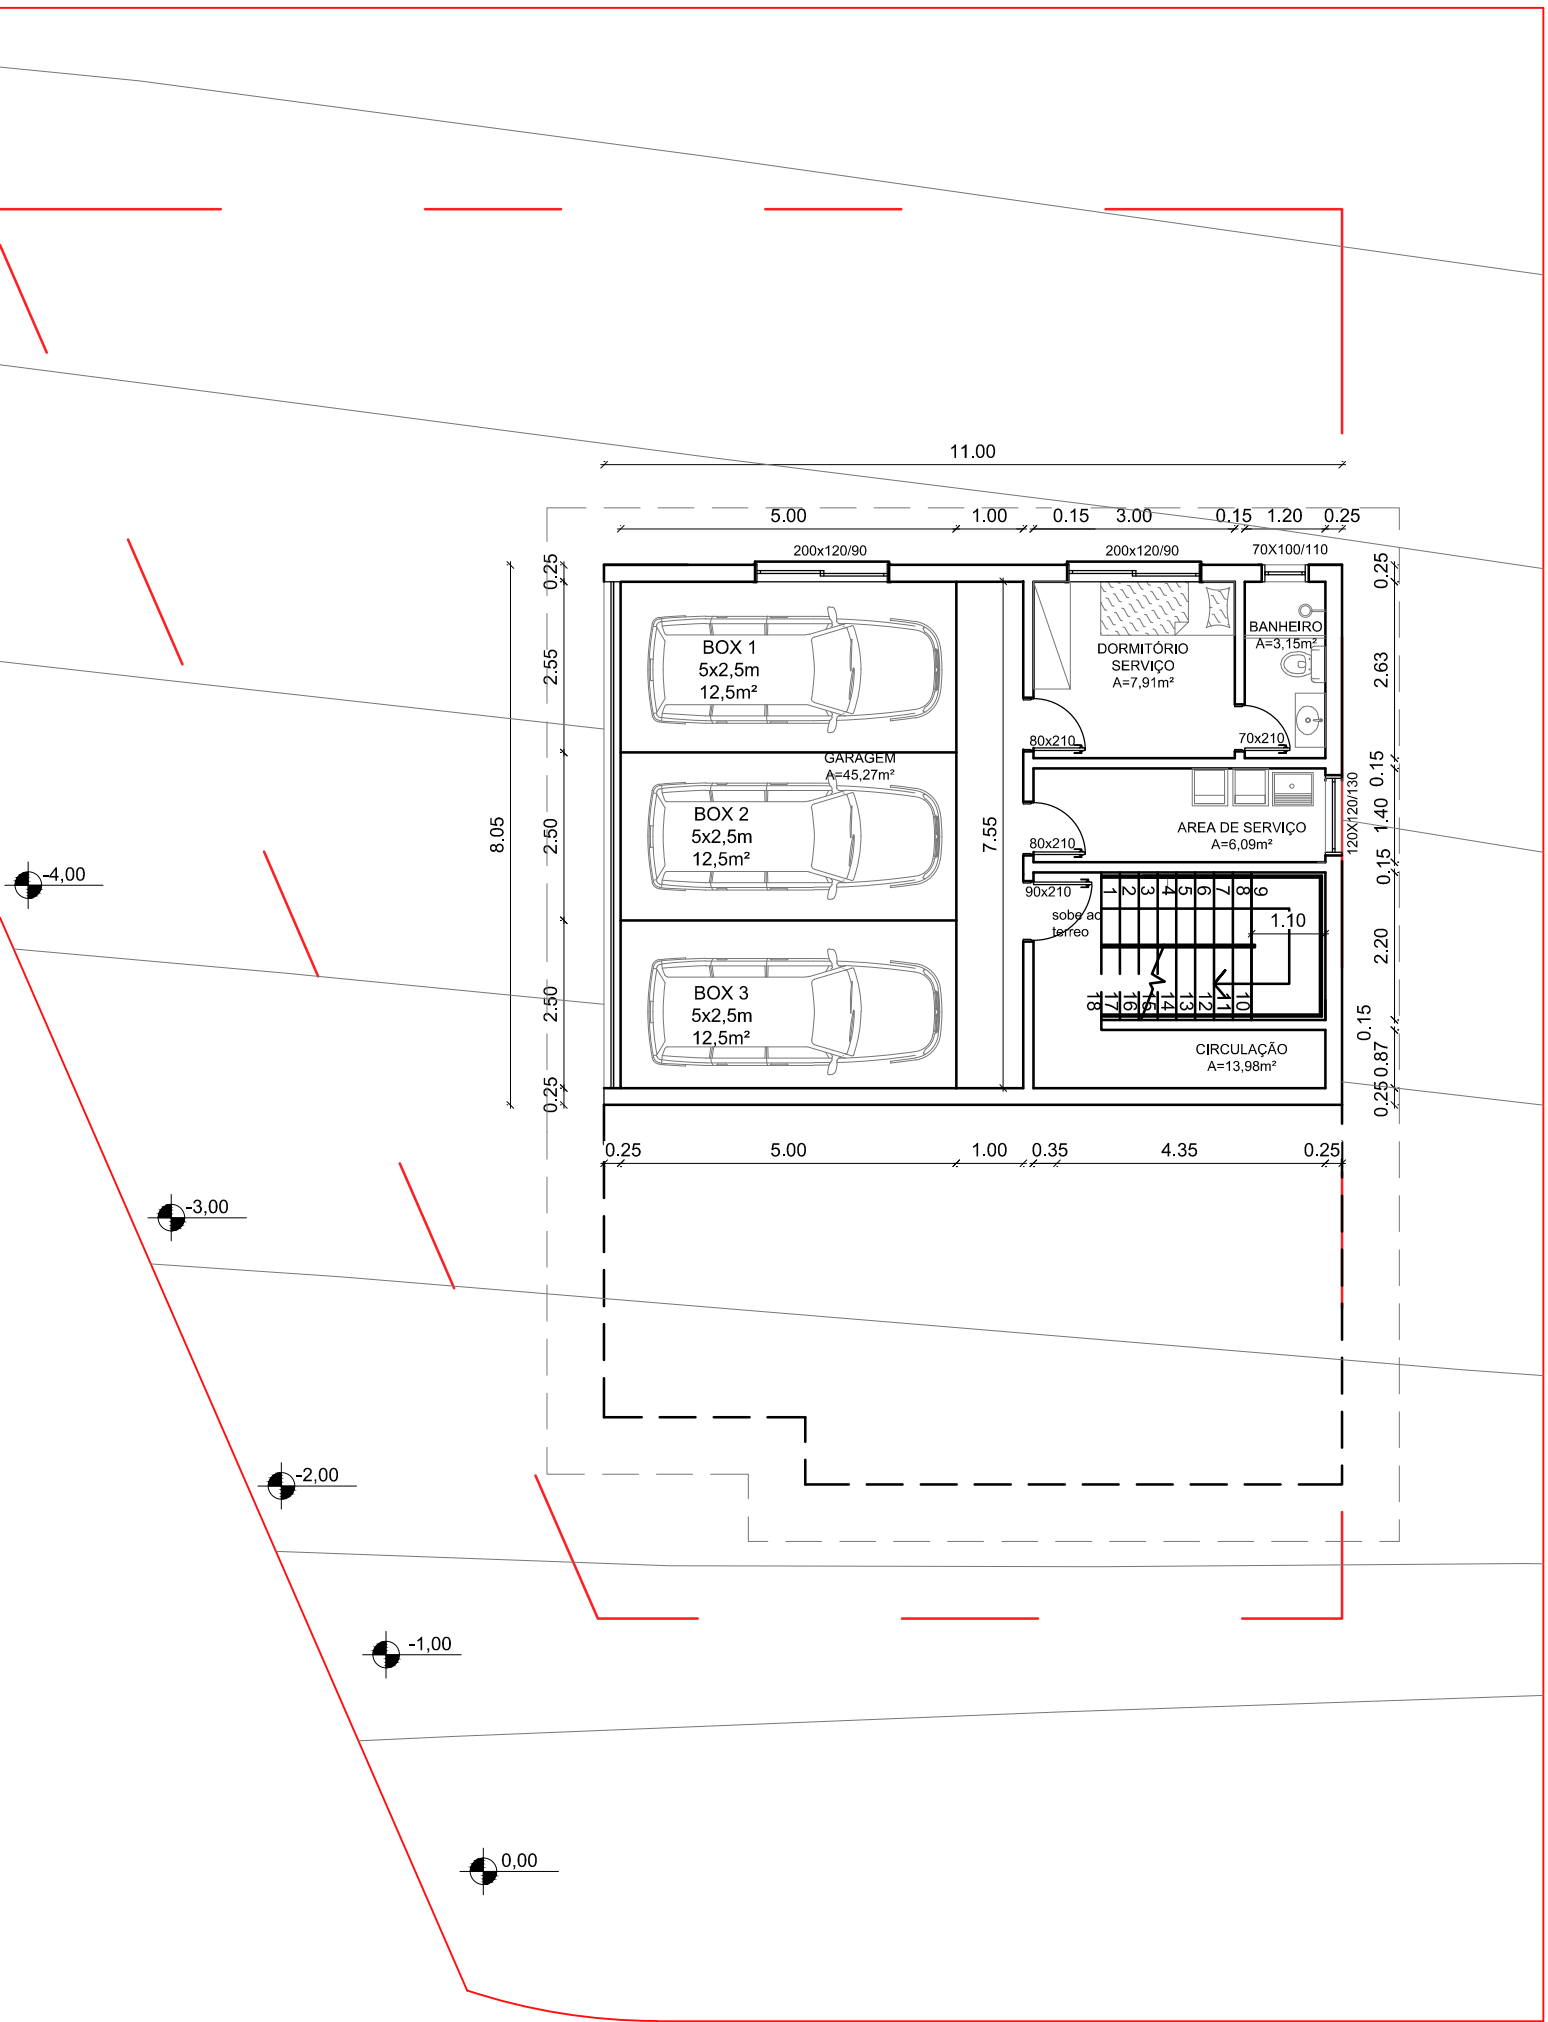 11.00
5.00 1.00 0.15 3.00 0.15 1.20 0.25
200x120/90 200x120/90 70X100/110
0.25 0.25
BOX 1
5x2,5m
12,5m²
DORMITÓRIO
SERVIÇO
A=7,91m²
BANHEIRO
A=3,15m²
2.55 2.63
80x210 70x210
GARAGEM
A=45,27m²
0.15
BOX 2
5x2,5m
12,5m²
8.05 2.50 7.55
80x210
AREA DE SERVIÇO
A=6,09m²
120X120/130
1.40
0.15
-4,00
90x210
sobe ao
terreo
1 2 3 4 5 6 7 8 9
1.10
2.20
BOX 3
5x2,5m
12,5m²
2.50
18 17 16 15 14 13 12 11 10
0.15
CIRCULAÇÃO
A=13,98m²
0.87
0.25 0.25
0.25 5.00 1.00 0.35 4.35 0.25
-3,00
-2,00
-1,00
0,00